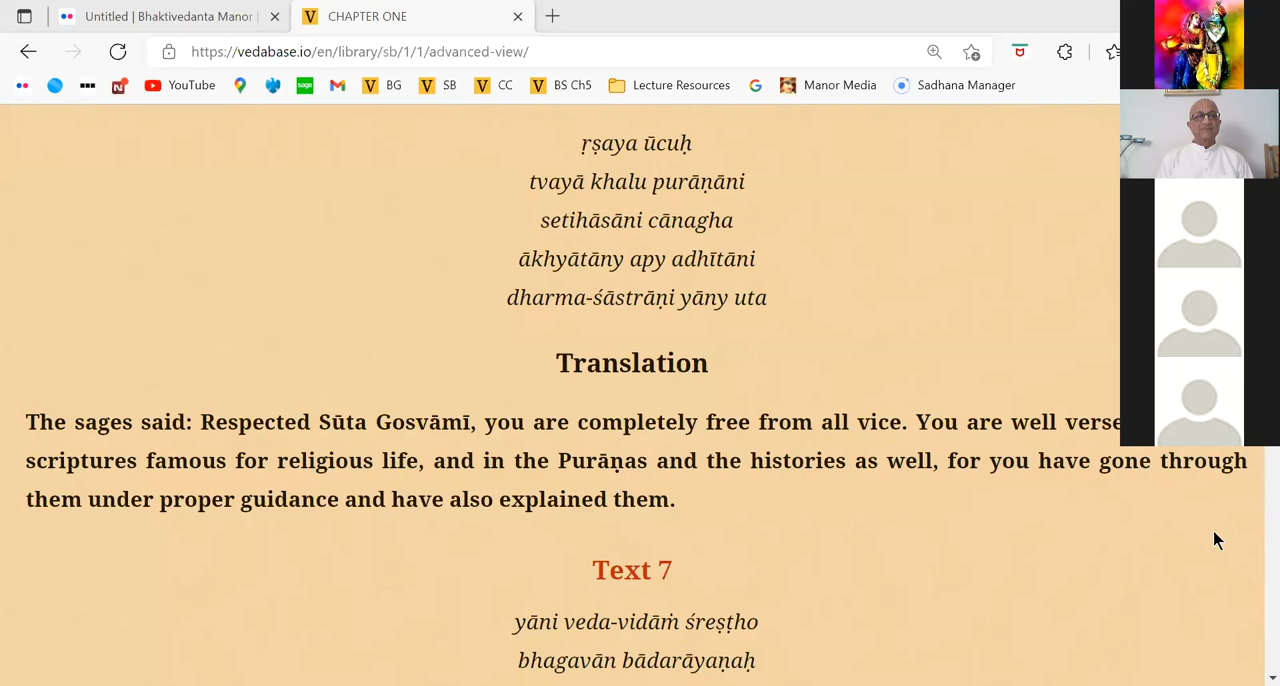 Untitled | Bhaktivedanta Manor
CHAPTER ONE
https://vedabase.io/en/library/sb/1/1/advanced-view/
YouTube BG SB CC BS Ch5 Lecture Resources Manor Media Sadhana Manager
ṛṣaya ūcuḥ
tvayā khalu purāṇāni
setihāsāni cānagha
ākhyātāny apy adhītāni
dharma-śāstrāṇi yāny uta
Translation
The sages said: Respected Sūta Gosvāmī, you are completely free from all vice. You are well
scriptures famous for religious life, and in the Purāṇas and the histories as well, for you have gone through
them under proper guidance and have also explained them.
Text 7
yāni veda-vidāṁ śreṣṭho
bhagavān bādarāyaṇaḥ